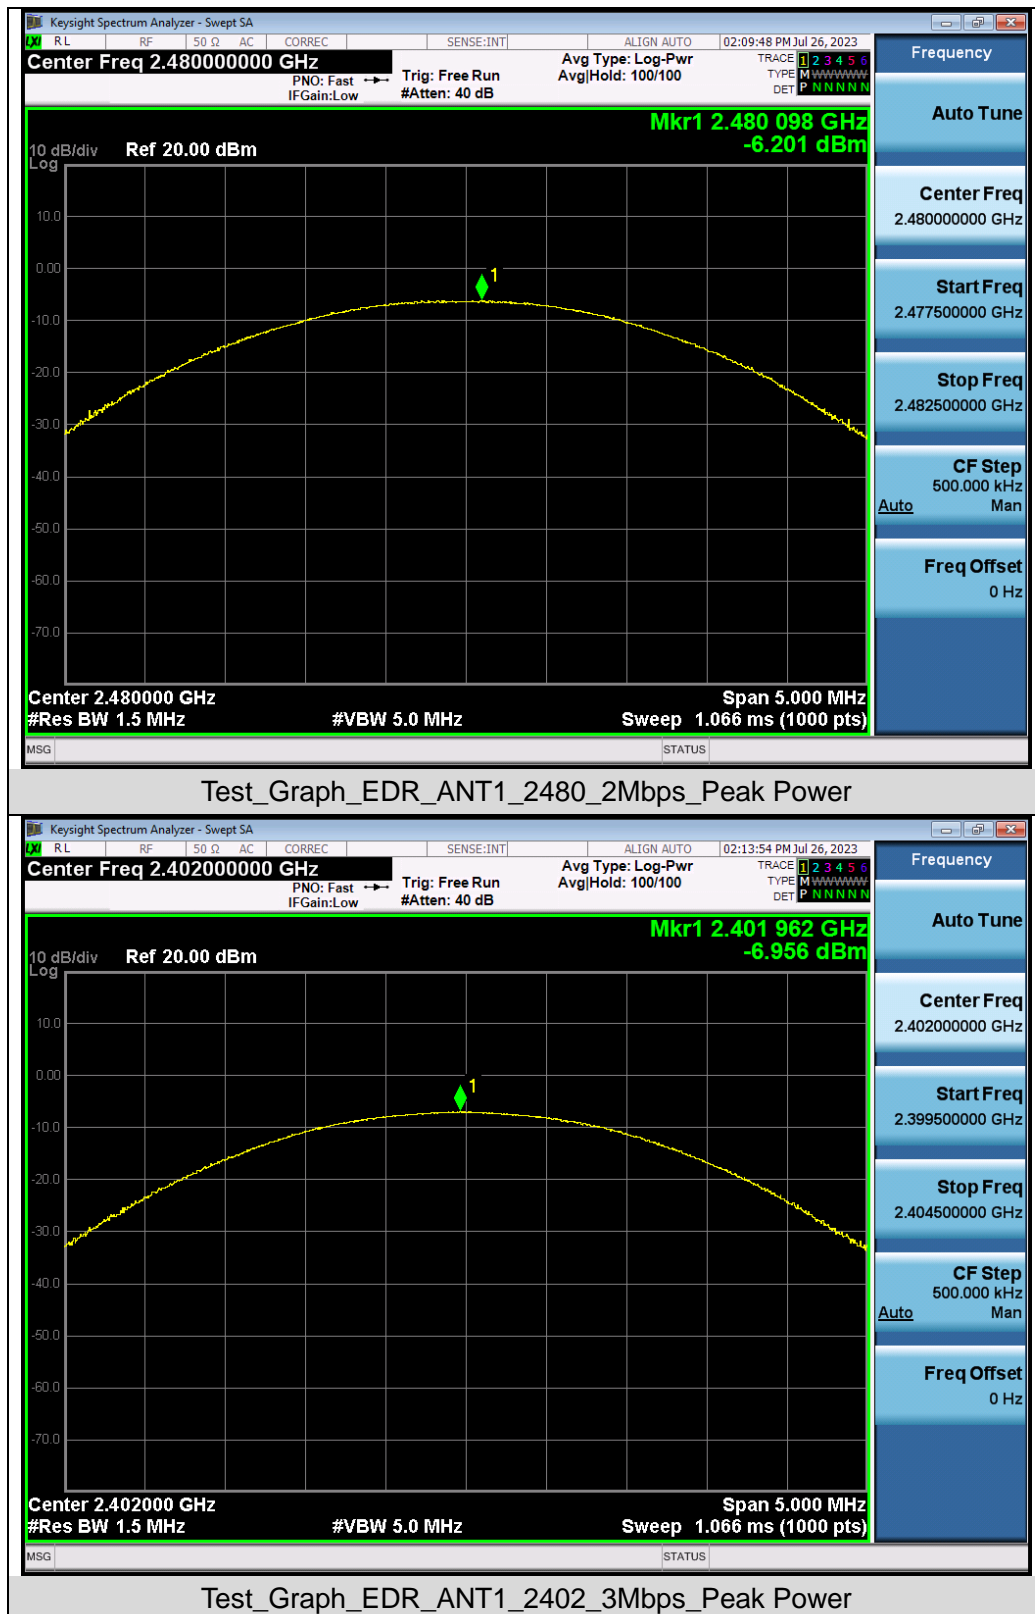 Keysight Spectrum Analyzer - Swept SA
LXI RL RF 50 Ω AC CORREC SENSE:INT ALIGN AUTO 02:09:48 PM Jul 26, 2023
Center Freq 2.480000000 GHz
PNO: Fast
IFGain:Low
Trig: Free Run
#Atten: 40 dB
Avg Type: Log-Pwr
Avg|Hold: 100/100
TRACE 1 2 3 4 5 6
TYPE M WWWWW
DET P N N N N N
Mkr1 2.480 098 GHz
-6.201 dBm
10 dB/div Ref 20.00 dBm
Log
10.0
0.00
-10.0
-20.0
-30.0
-40.0
-50.0
-60.0
-70.0
1
Center 2.480000 GHz Span 5.000 MHz
#Res BW 1.5 MHz #VBW 5.0 MHz Sweep 1.066 ms (1000 pts)
MSG STATUS
Frequency
Auto Tune
Center Freq
2.480000000 GHz
Start Freq
2.477500000 GHz
Stop Freq
2.482500000 GHz
CF Step
500.000 kHz
Auto Man
Freq Offset
0 Hz
Test_Graph_EDR_ANT1_2480_2Mbps_Peak Power
Keysight Spectrum Analyzer - Swept SA
LXI RL RF 50 Ω AC CORREC SENSE:INT ALIGN AUTO 02:13:54 PM Jul 26, 2023
Center Freq 2.402000000 GHz
PNO: Fast
IFGain:Low
Trig: Free Run
#Atten: 40 dB
Avg Type: Log-Pwr
Avg|Hold: 100/100
TRACE 1 2 3 4 5 6
TYPE M WWWWW
DET P N N N N N
Mkr1 2.401 962 GHz
-6.956 dBm
10 dB/div Ref 20.00 dBm
Log
10.0
0.00
-10.0
-20.0
-30.0
-40.0
-50.0
-60.0
-70.0
1
Center 2.402000 GHz Span 5.000 MHz
#Res BW 1.5 MHz #VBW 5.0 MHz Sweep 1.066 ms (1000 pts)
MSG STATUS
Frequency
Auto Tune
Center Freq
2.402000000 GHz
Start Freq
2.399500000 GHz
Stop Freq
2.404500000 GHz
CF Step
500.000 kHz
Auto Man
Freq Offset
0 Hz
Test_Graph_EDR_ANT1_2402_3Mbps_Peak Power